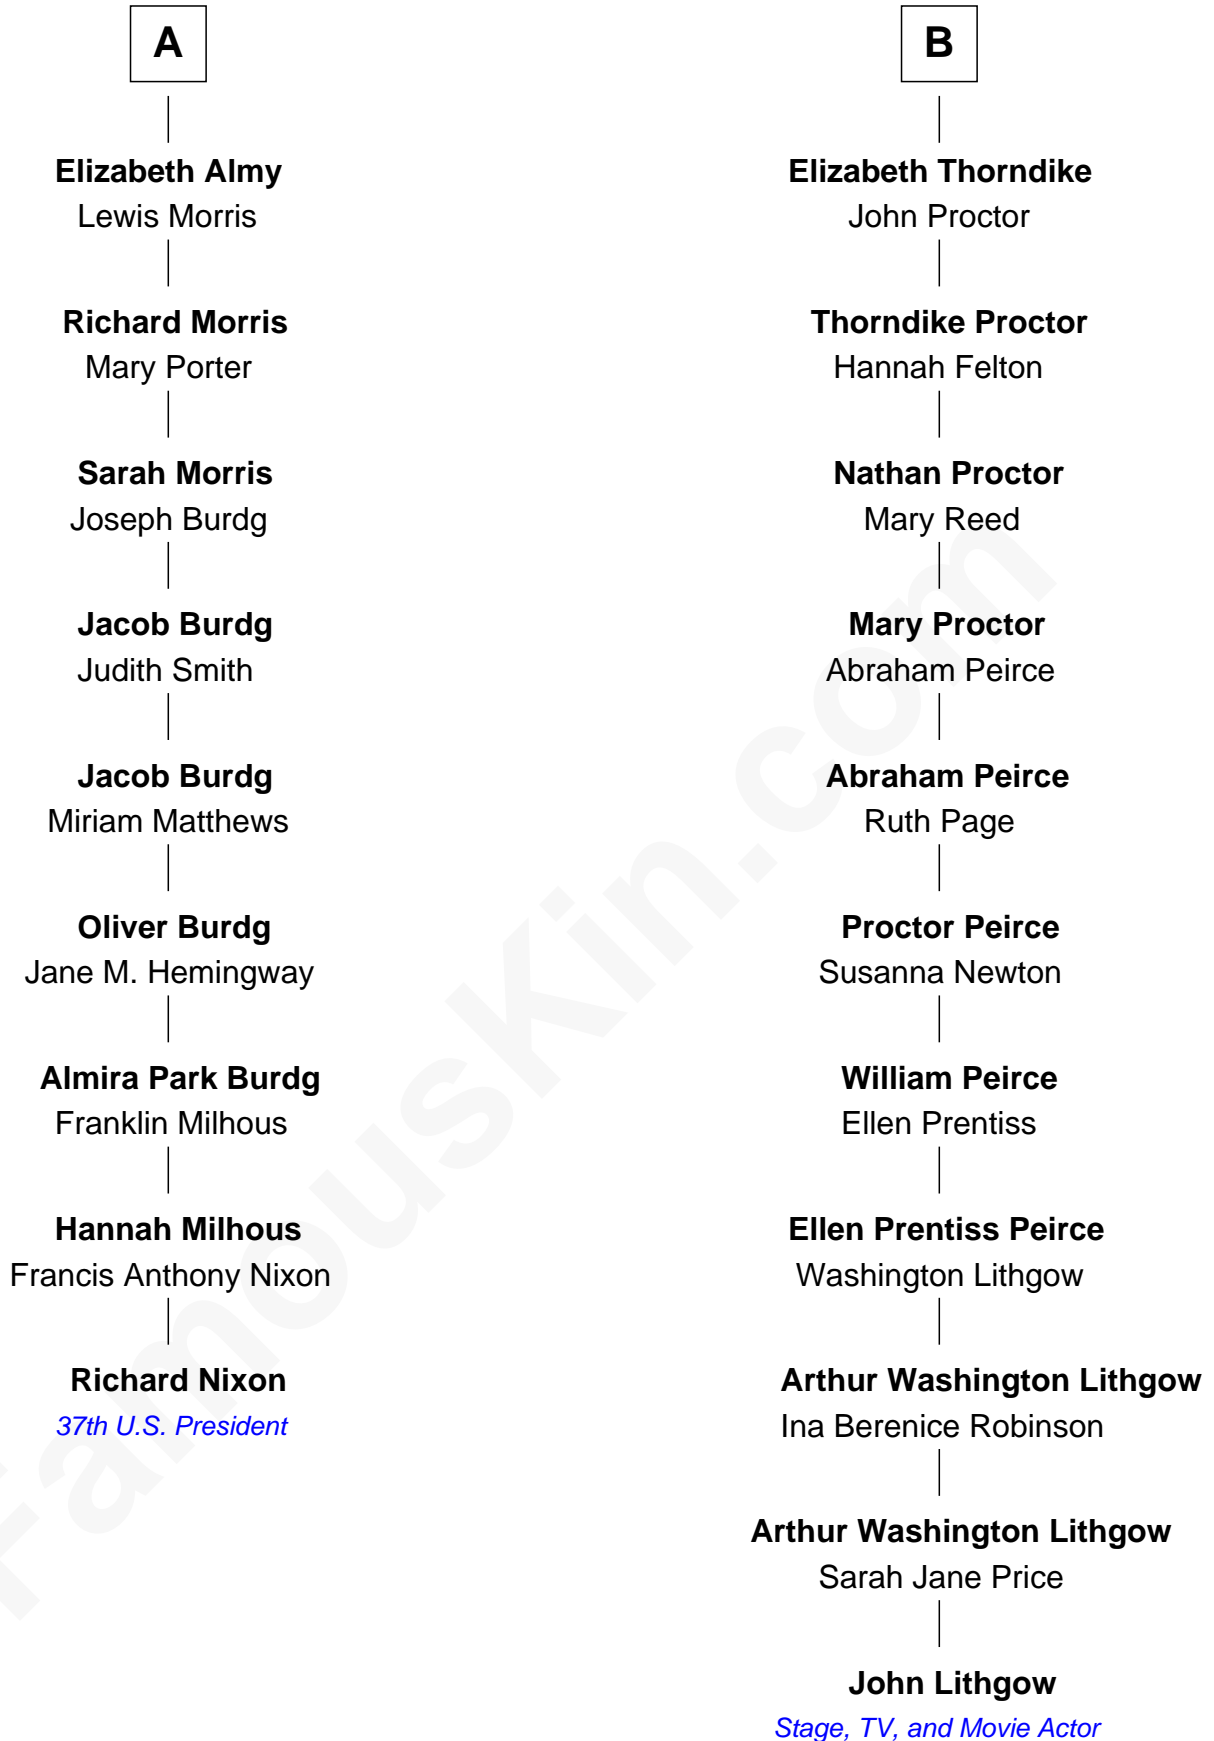 A
Elizabeth Almy
Lewis Morris
Richard Morris
Mary Porter
Sarah Morris
Joseph Burdg
Jacob Burdg
Judith Smith
Jacob Burdg
Miriam Matthews
Oliver Burdg
Jane M. Hemingway
Almira Park Burdg
Franklin Milhous
Hannah Milhous
Francis Anthony Nixon
Richard Nixon
37th U.S. President
B
Elizabeth Thorndike
John Proctor
Thorndike Proctor
Hannah Felton
Nathan Proctor
Mary Reed
Mary Proctor
Abraham Peirce
Abraham Peirce
Ruth Page
Proctor Peirce
Susanna Newton
William Peirce
Ellen Prentiss
Ellen Prentiss Peirce
Washington Lithgow
Arthur Washington Lithgow
Ina Berenice Robinson
Arthur Washington Lithgow
Sarah Jane Price
John Lithgow
Stage, TV, and Movie Actor
FamousKin.com